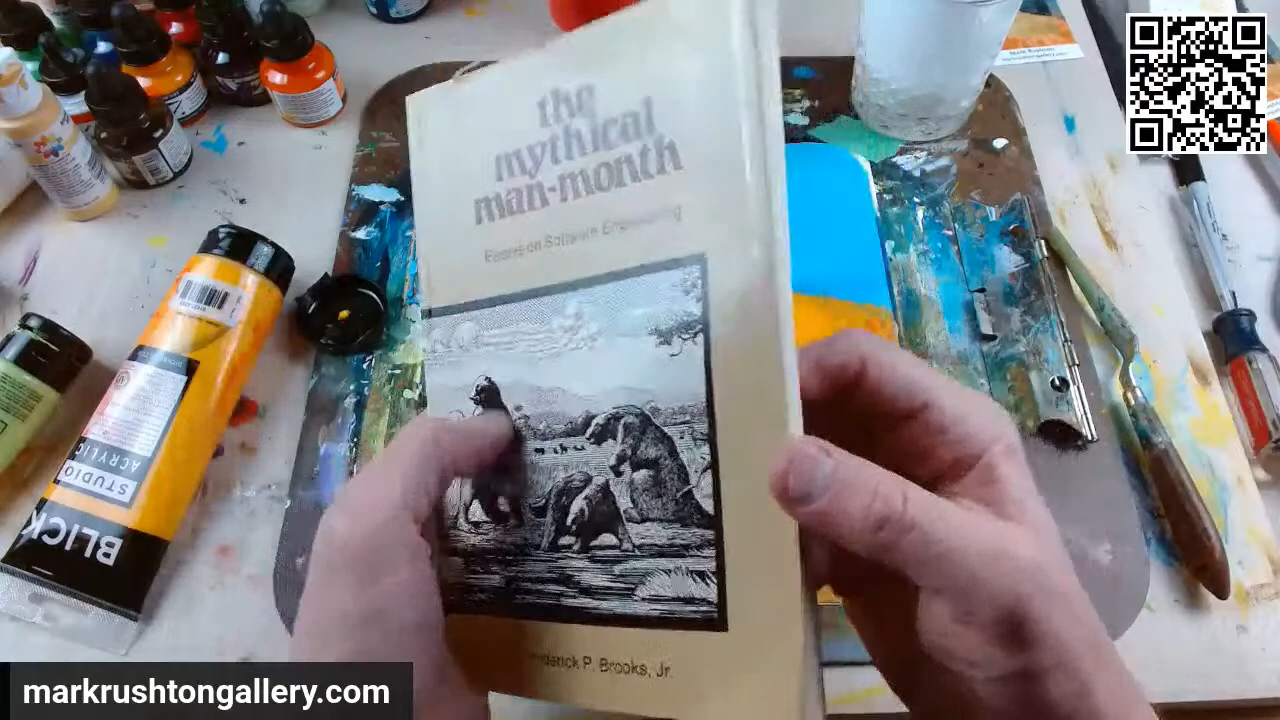 the
mythical
man-month
Essays on Software Engineering
Frederick P. Brooks, Jr.
STUDIO
ACRYLIC
BLICK
markrushtongallery.com